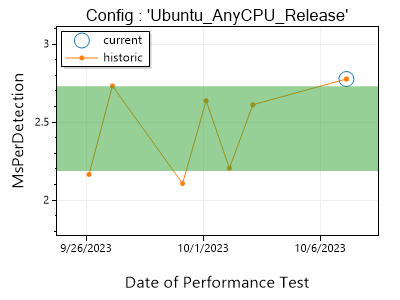 Config : 'Ubuntu_AnyCPU_Release'
current
historic
MsPerDetection
3
2.5
2
9/26/2023
10/1/2023
10/6/2023
Date of Performance Test